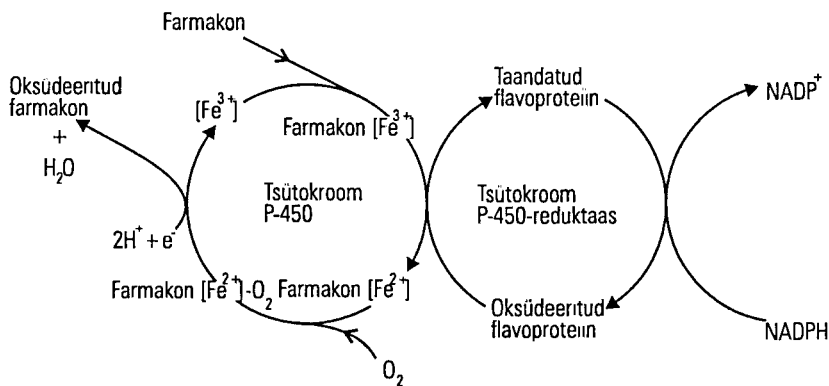 Farmakon
Oksüdeeritud
farmakon
+
H₂O
[Fe³⁺]
Farmakon [Fe³⁺]
Taandatud
flavoproteiin
NADP⁺
Tsütokroom
P-450
Tsütokroom
P-450-reduktaas
2H⁺ + e⁻
Farmakon [Fe²⁺]-O₂
Farmakon [Fe²⁺]
Oksüdeeritud
flavoproteiin
NADPH
O₂